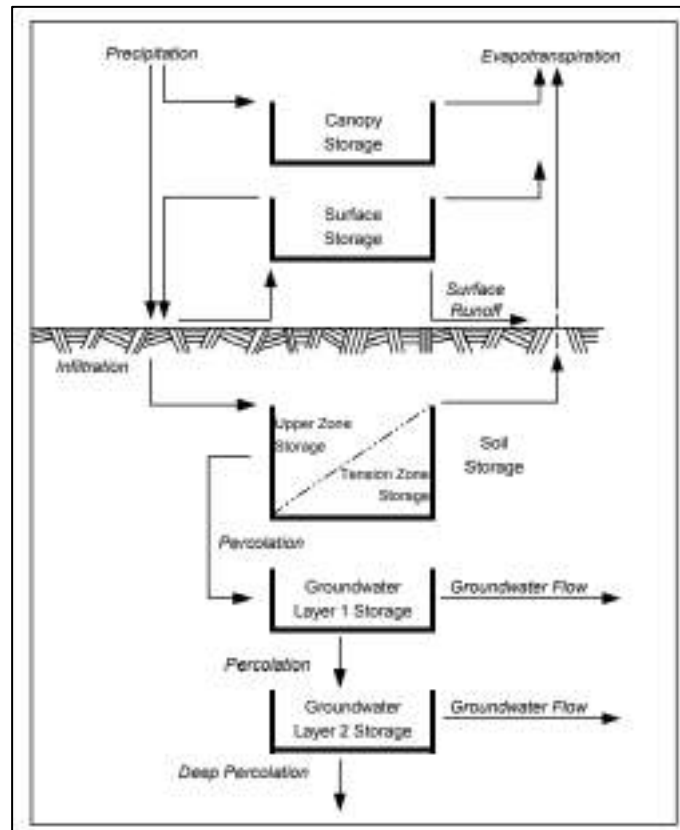 Precipitation
Evapotranspiration
Canopy
Storage
Surface
Storage
Surface
Runoff
Infiltration
Upper Zone
Storage
Tension Zone
Storage
Soil
Storage
Percolation
Groundwater
Layer 1 Storage
Groundwater Flow
Percolation
Groundwater
Layer 2 Storage
Groundwater Flow
Deep Percolation